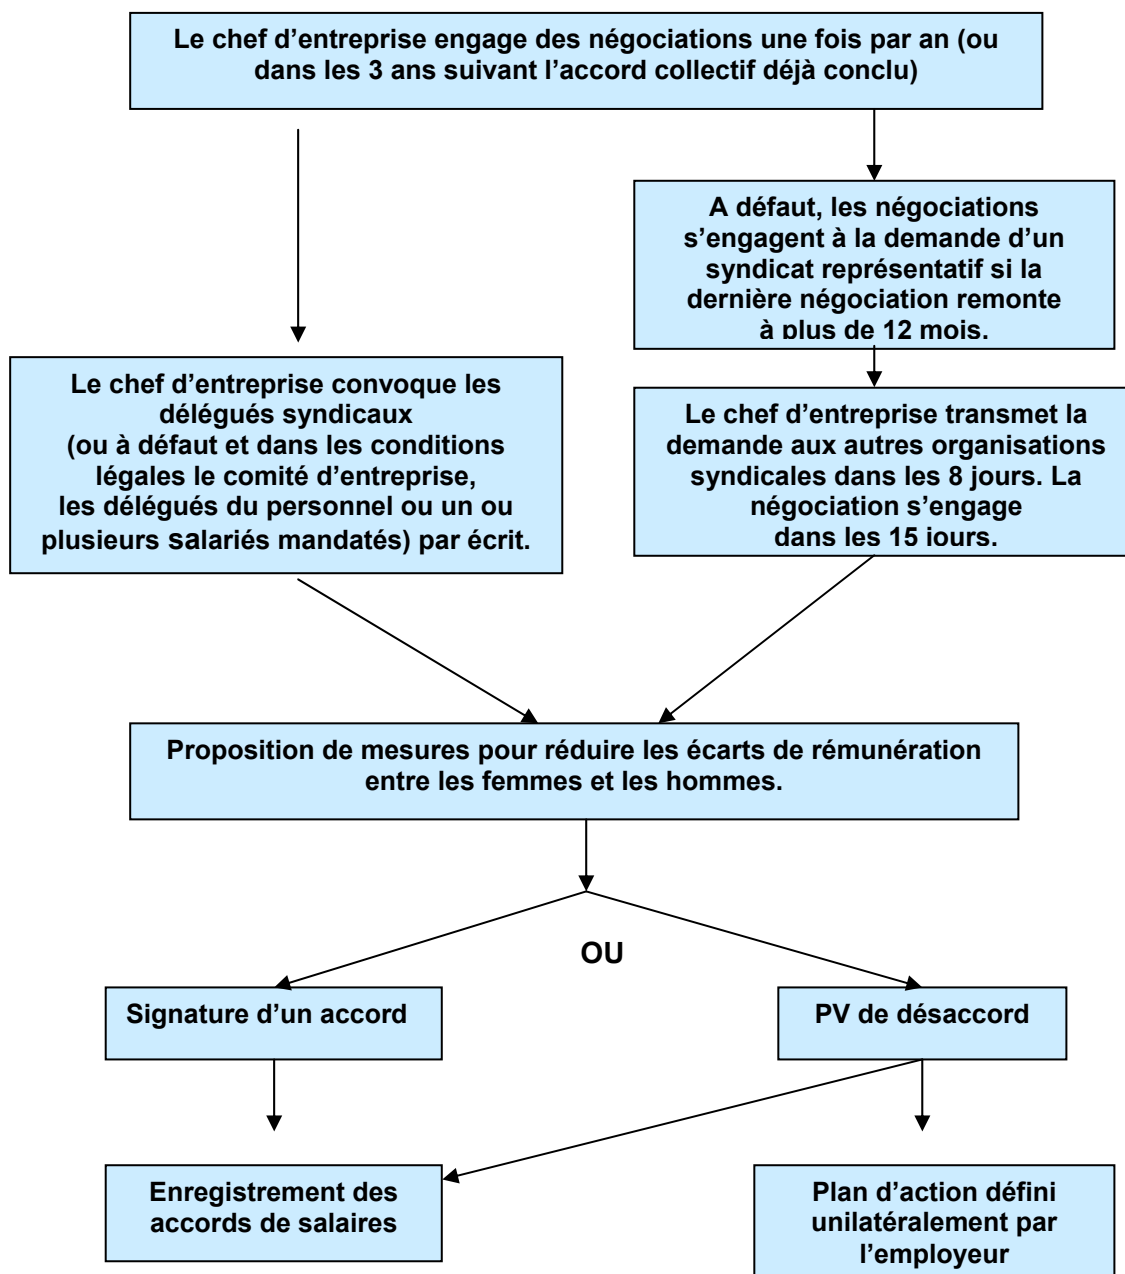 Le chef d’entreprise engage des négociations une fois par an (ou
dans les 3 ans suivant l’accord collectif déjà conclu)
A défaut, les négociations
s’engagent à la demande d’un
syndicat représentatif si la
dernière négociation remonte
à plus de 12 mois.
Le chef d’entreprise convoque les
délégués syndicaux
(ou à défaut et dans les conditions
légales le comité d’entreprise,
les délégués du personnel ou un ou
plusieurs salariés mandatés) par écrit.
Le chef d’entreprise transmet la
demande aux autres organisations
syndicales dans les 8 jours. La
négociation s’engage
dans les 15 jours.
Proposition de mesures pour réduire les écarts de rémunération
entre les femmes et les hommes.
OU
Signature d’un accord
PV de désaccord
Enregistrement des
accords de salaires
Plan d’action défini
unilatéralement par
l’employeur